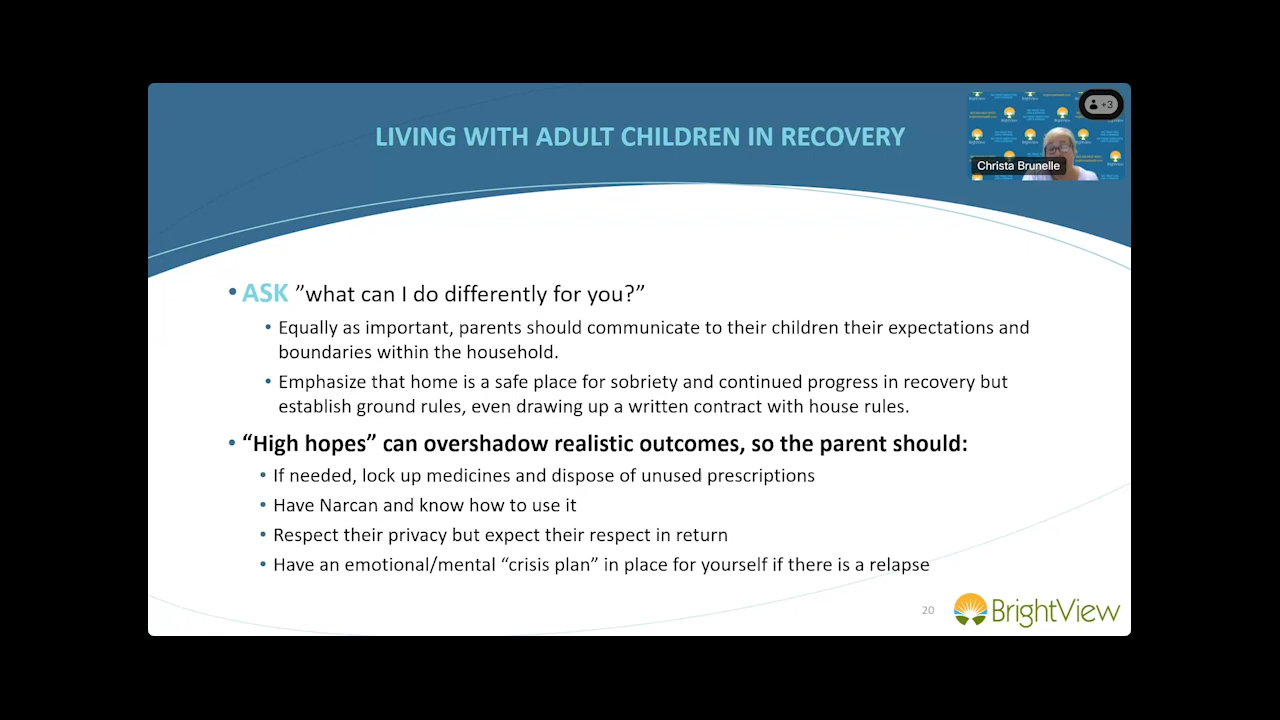 LIVING WITH ADULT CHILDREN IN RECOVERY
+3
Christa Brunelle
• ASK ”what can I do differently for you?”
• Equally as important, parents should communicate to their children their expectations and
boundaries within the household.
• Emphasize that home is a safe place for sobriety and continued progress in recovery but
establish ground rules, even drawing up a written contract with house rules.
• “High hopes” can overshadow realistic outcomes, so the parent should:
• If needed, lock up medicines and dispose of unused prescriptions
• Have Narcan and know how to use it
• Respect their privacy but expect their respect in return
• Have an emotional/mental “crisis plan” in place for yourself if there is a relapse
20
BrightView